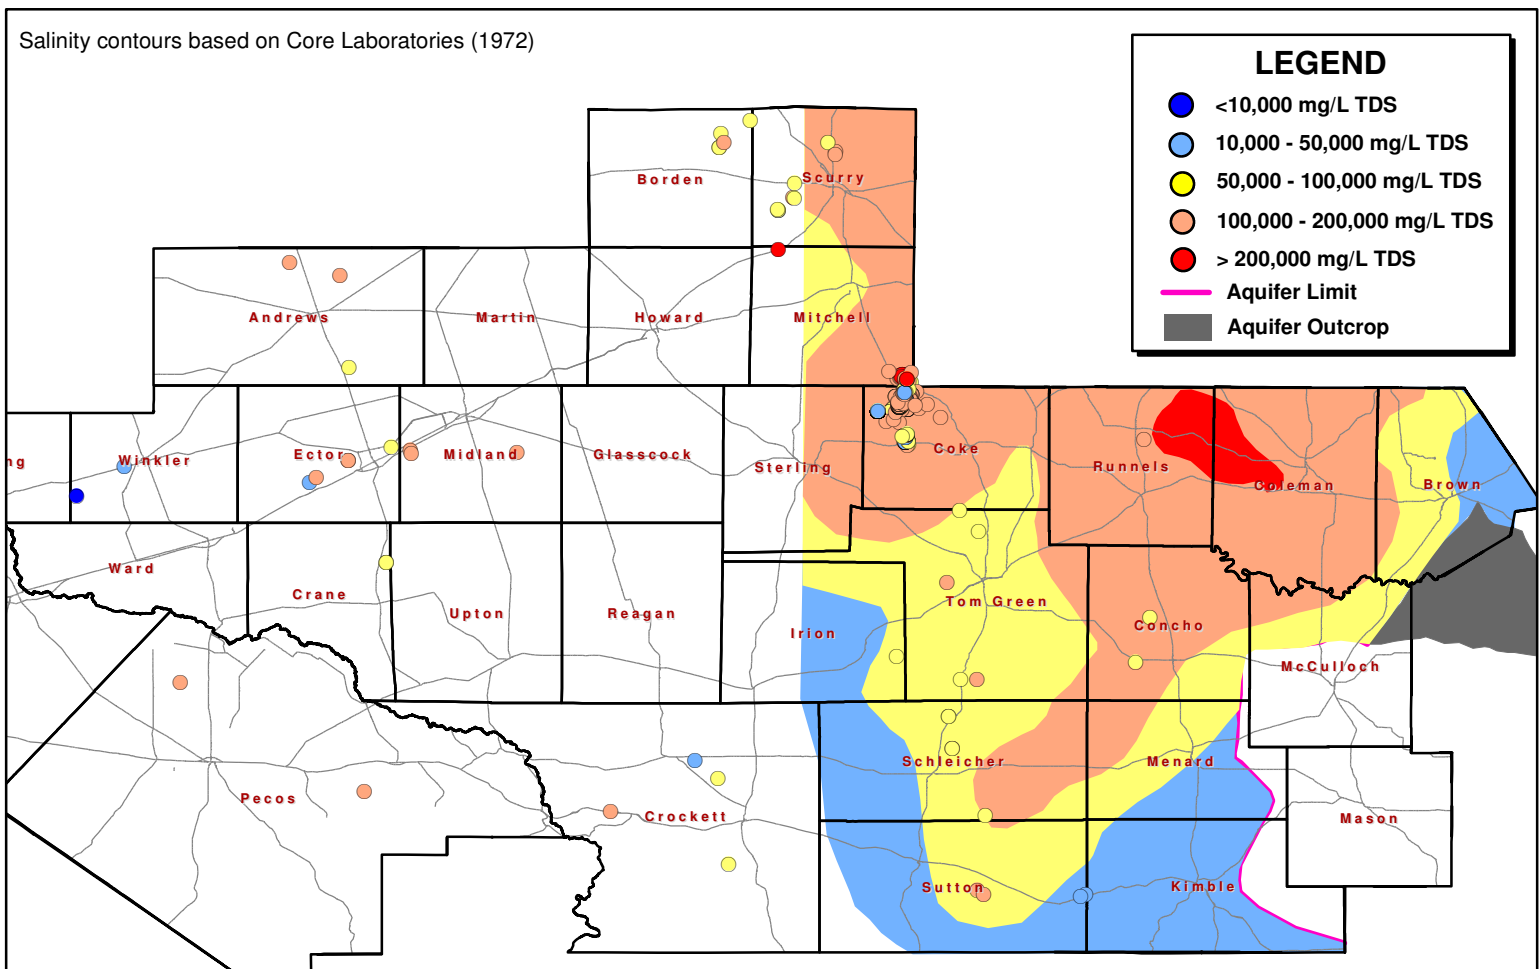 Salinity contours based on Core Laboratories (1972)
LEGEND
<10,000 mg/L TDS
10,000 - 50,000 mg/L TDS
50,000 - 100,000 mg/L TDS
100,000 - 200,000 mg/L TDS
> 200,000 mg/L TDS
Aquifer Limit
Aquifer Outcrop
Borden
Scurry
Andrews
Martin
Howard
Mitchell
ng
Winkler
Ector
Midland
Glasscock
Sterling
Coke
Runnels
Coleman
Brown
Ward
Crane
Upton
Reagan
Irion
Tom Green
Concho
McCulloch
Pecos
Crockett
Schleicher
Menard
Mason
Sutton
Kimble